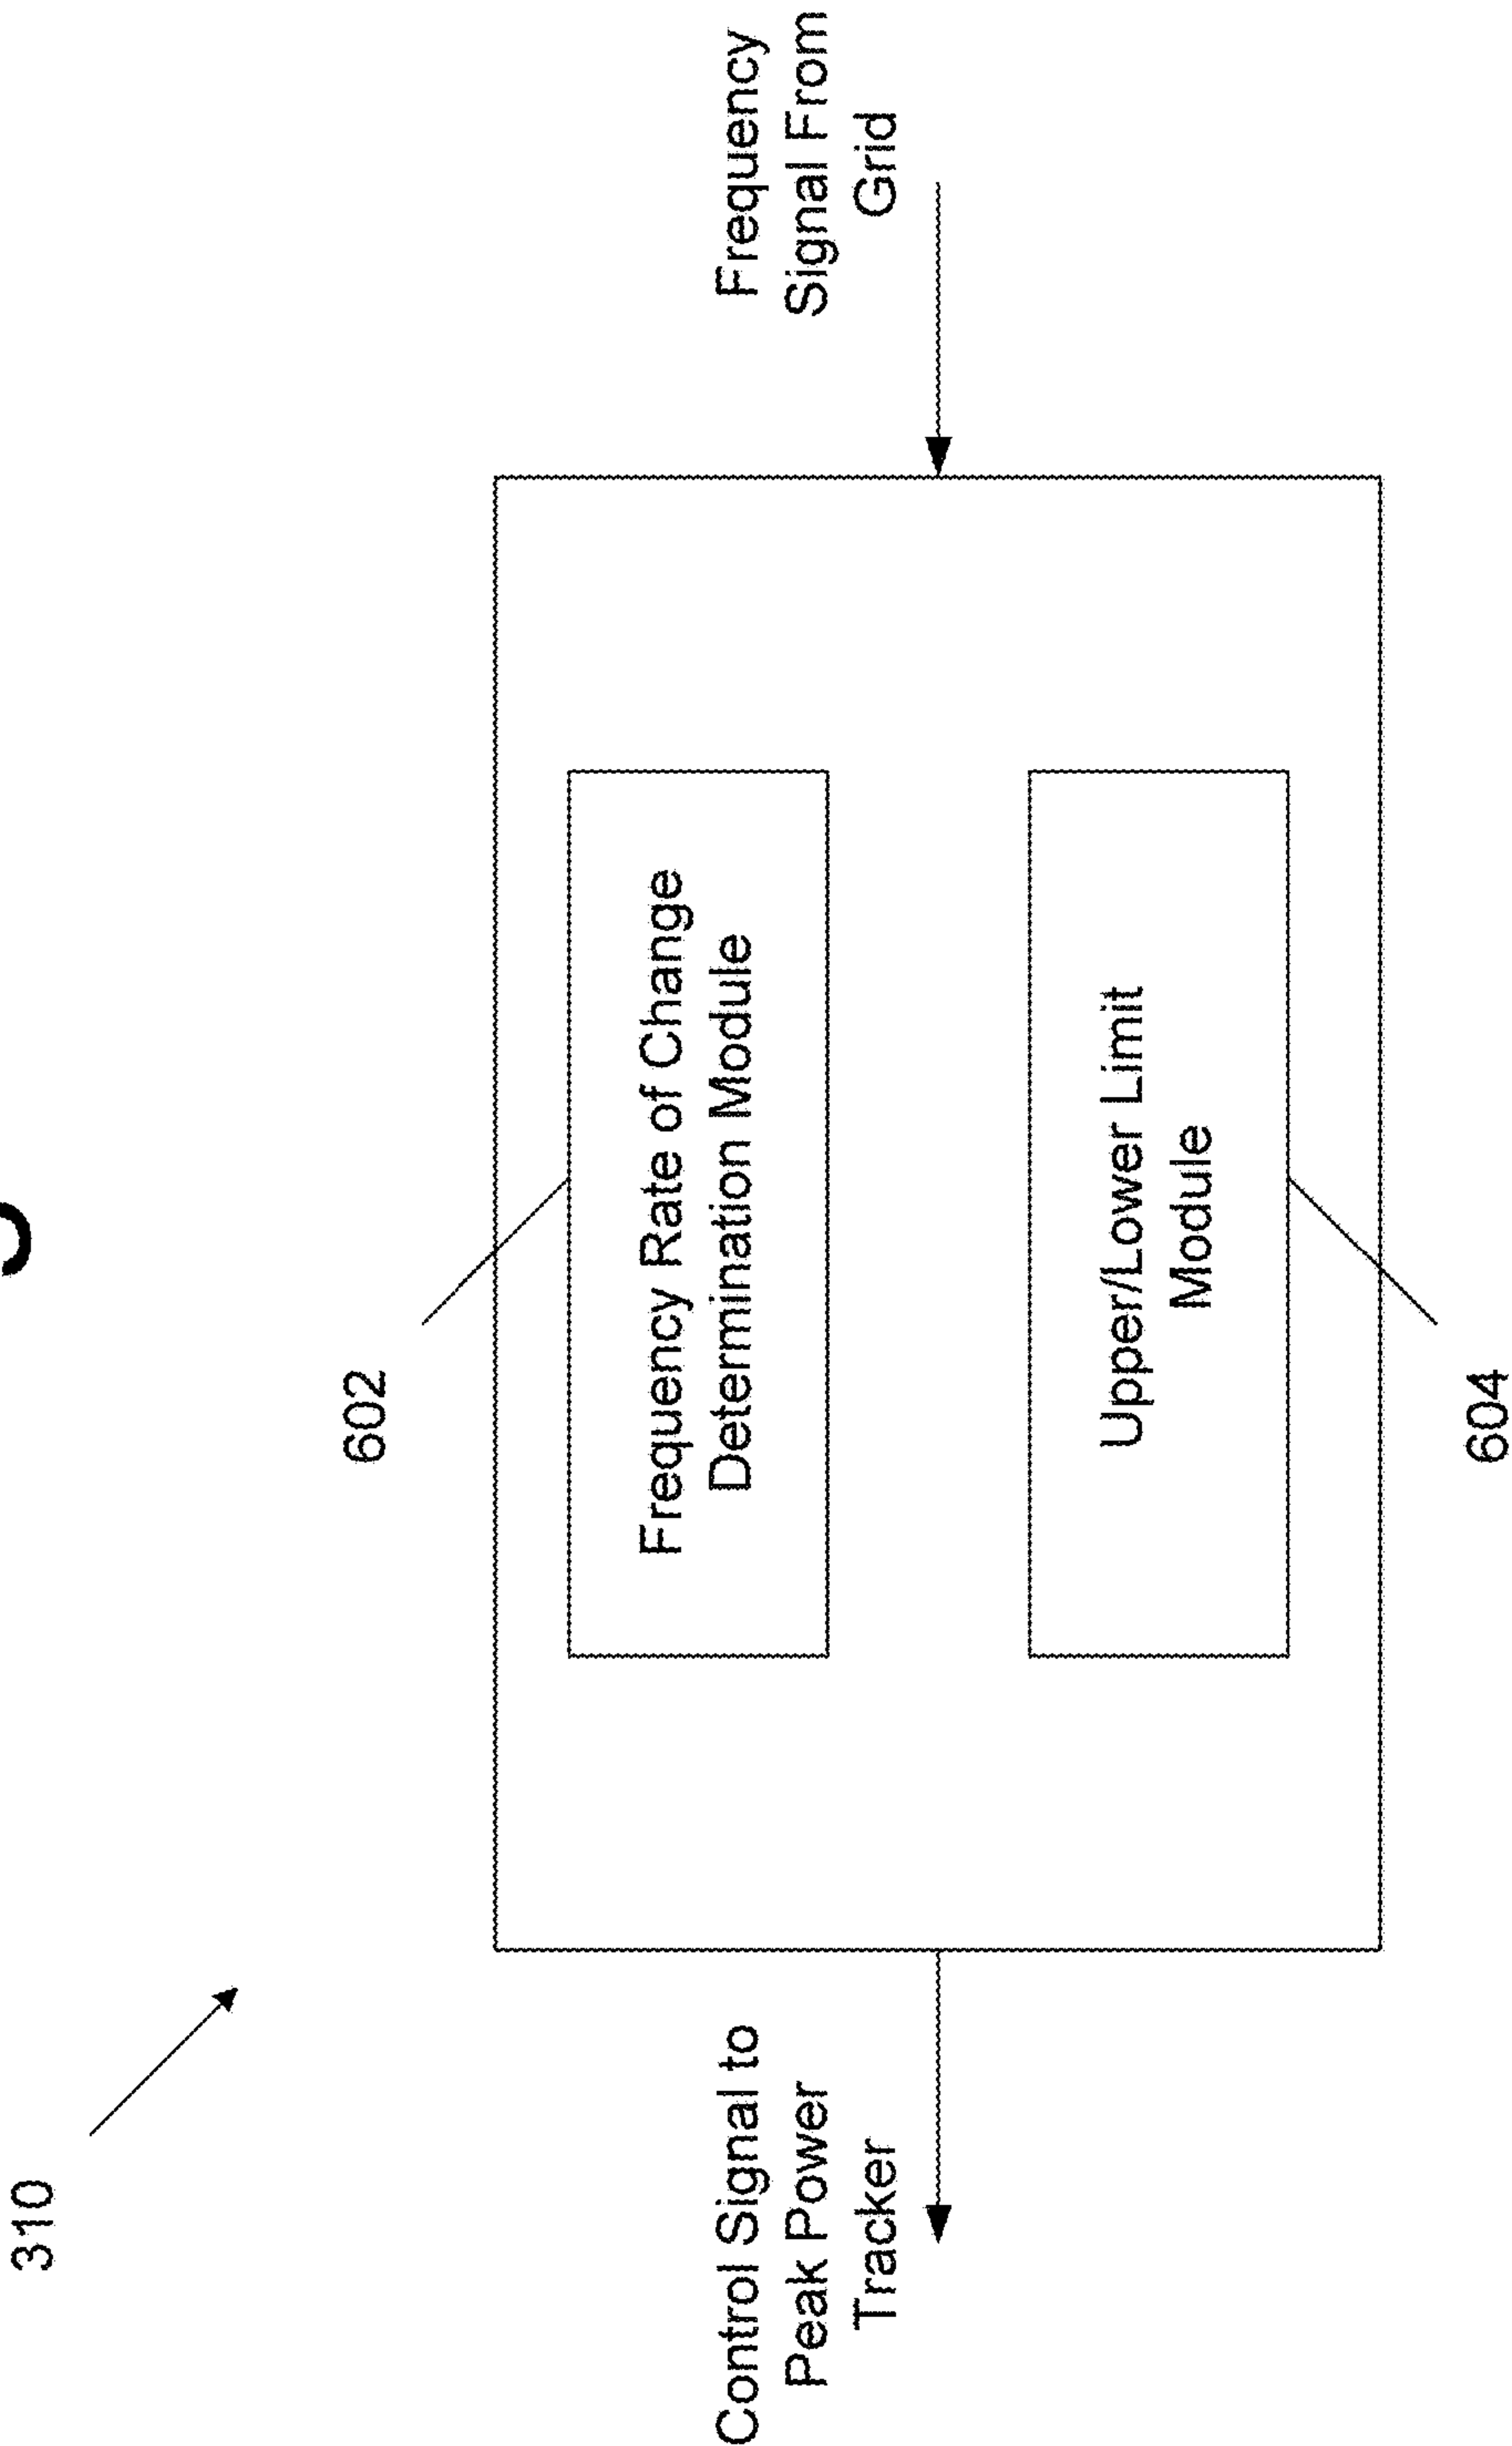 310
602
Control Signal to
Peak Power
Tracker
Frequency Rate of Change
Determination Module
Upper/Lower Limit
Module
Frequency
Signal From
Grid
604